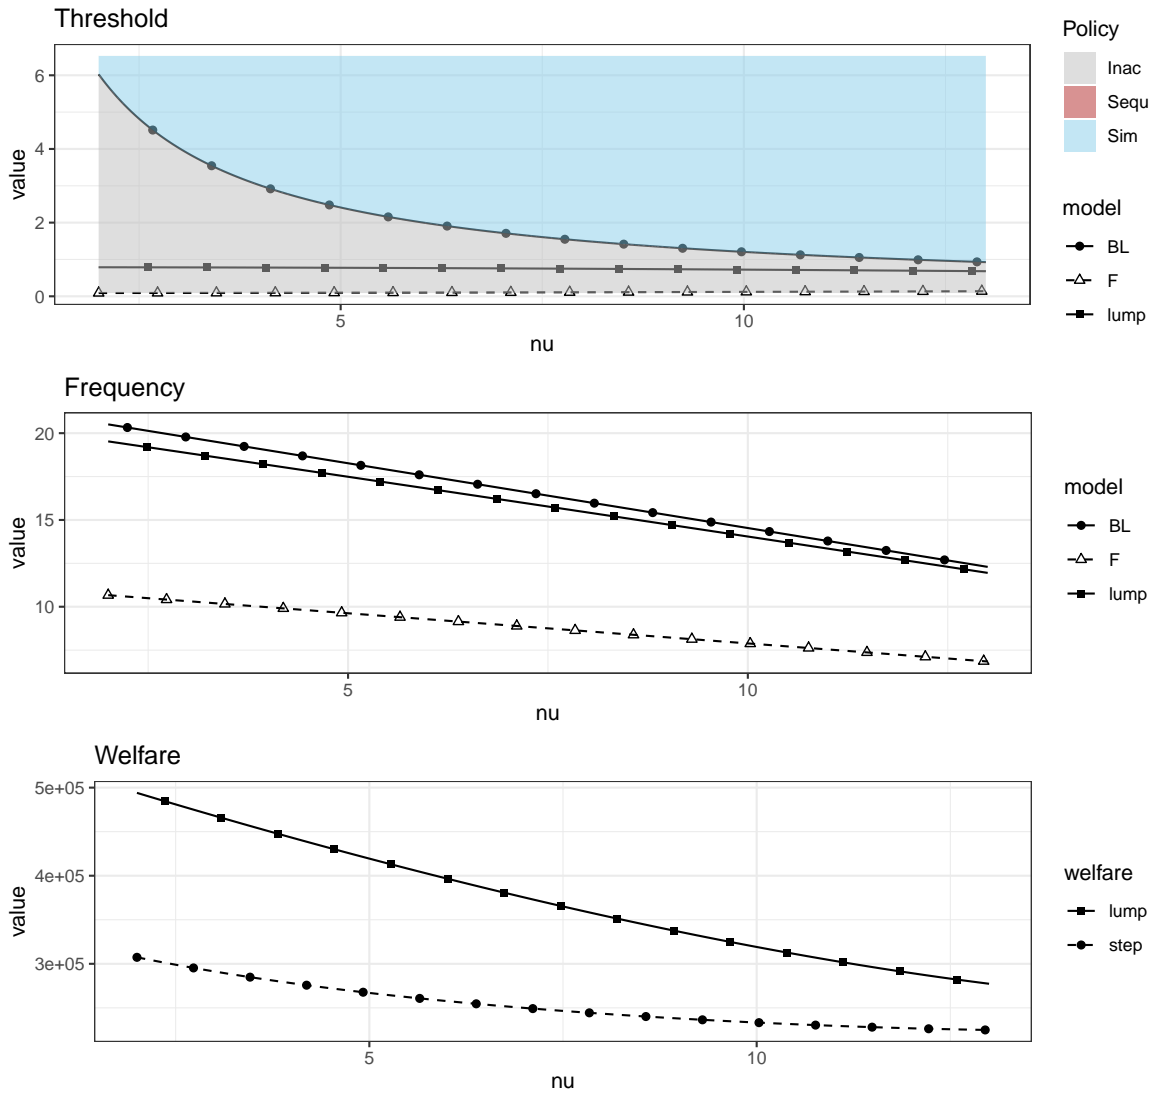 Threshold
value
6
4
2
0
5
10
nu
Policy
Inac
Sequ
Sim
model
BL
F
lump
Frequency
value
20
15
10
5
10
nu
model
BL
F
lump
Welfare
value
5e+05
4e+05
3e+05
5
10
nu
welfare
lump
step